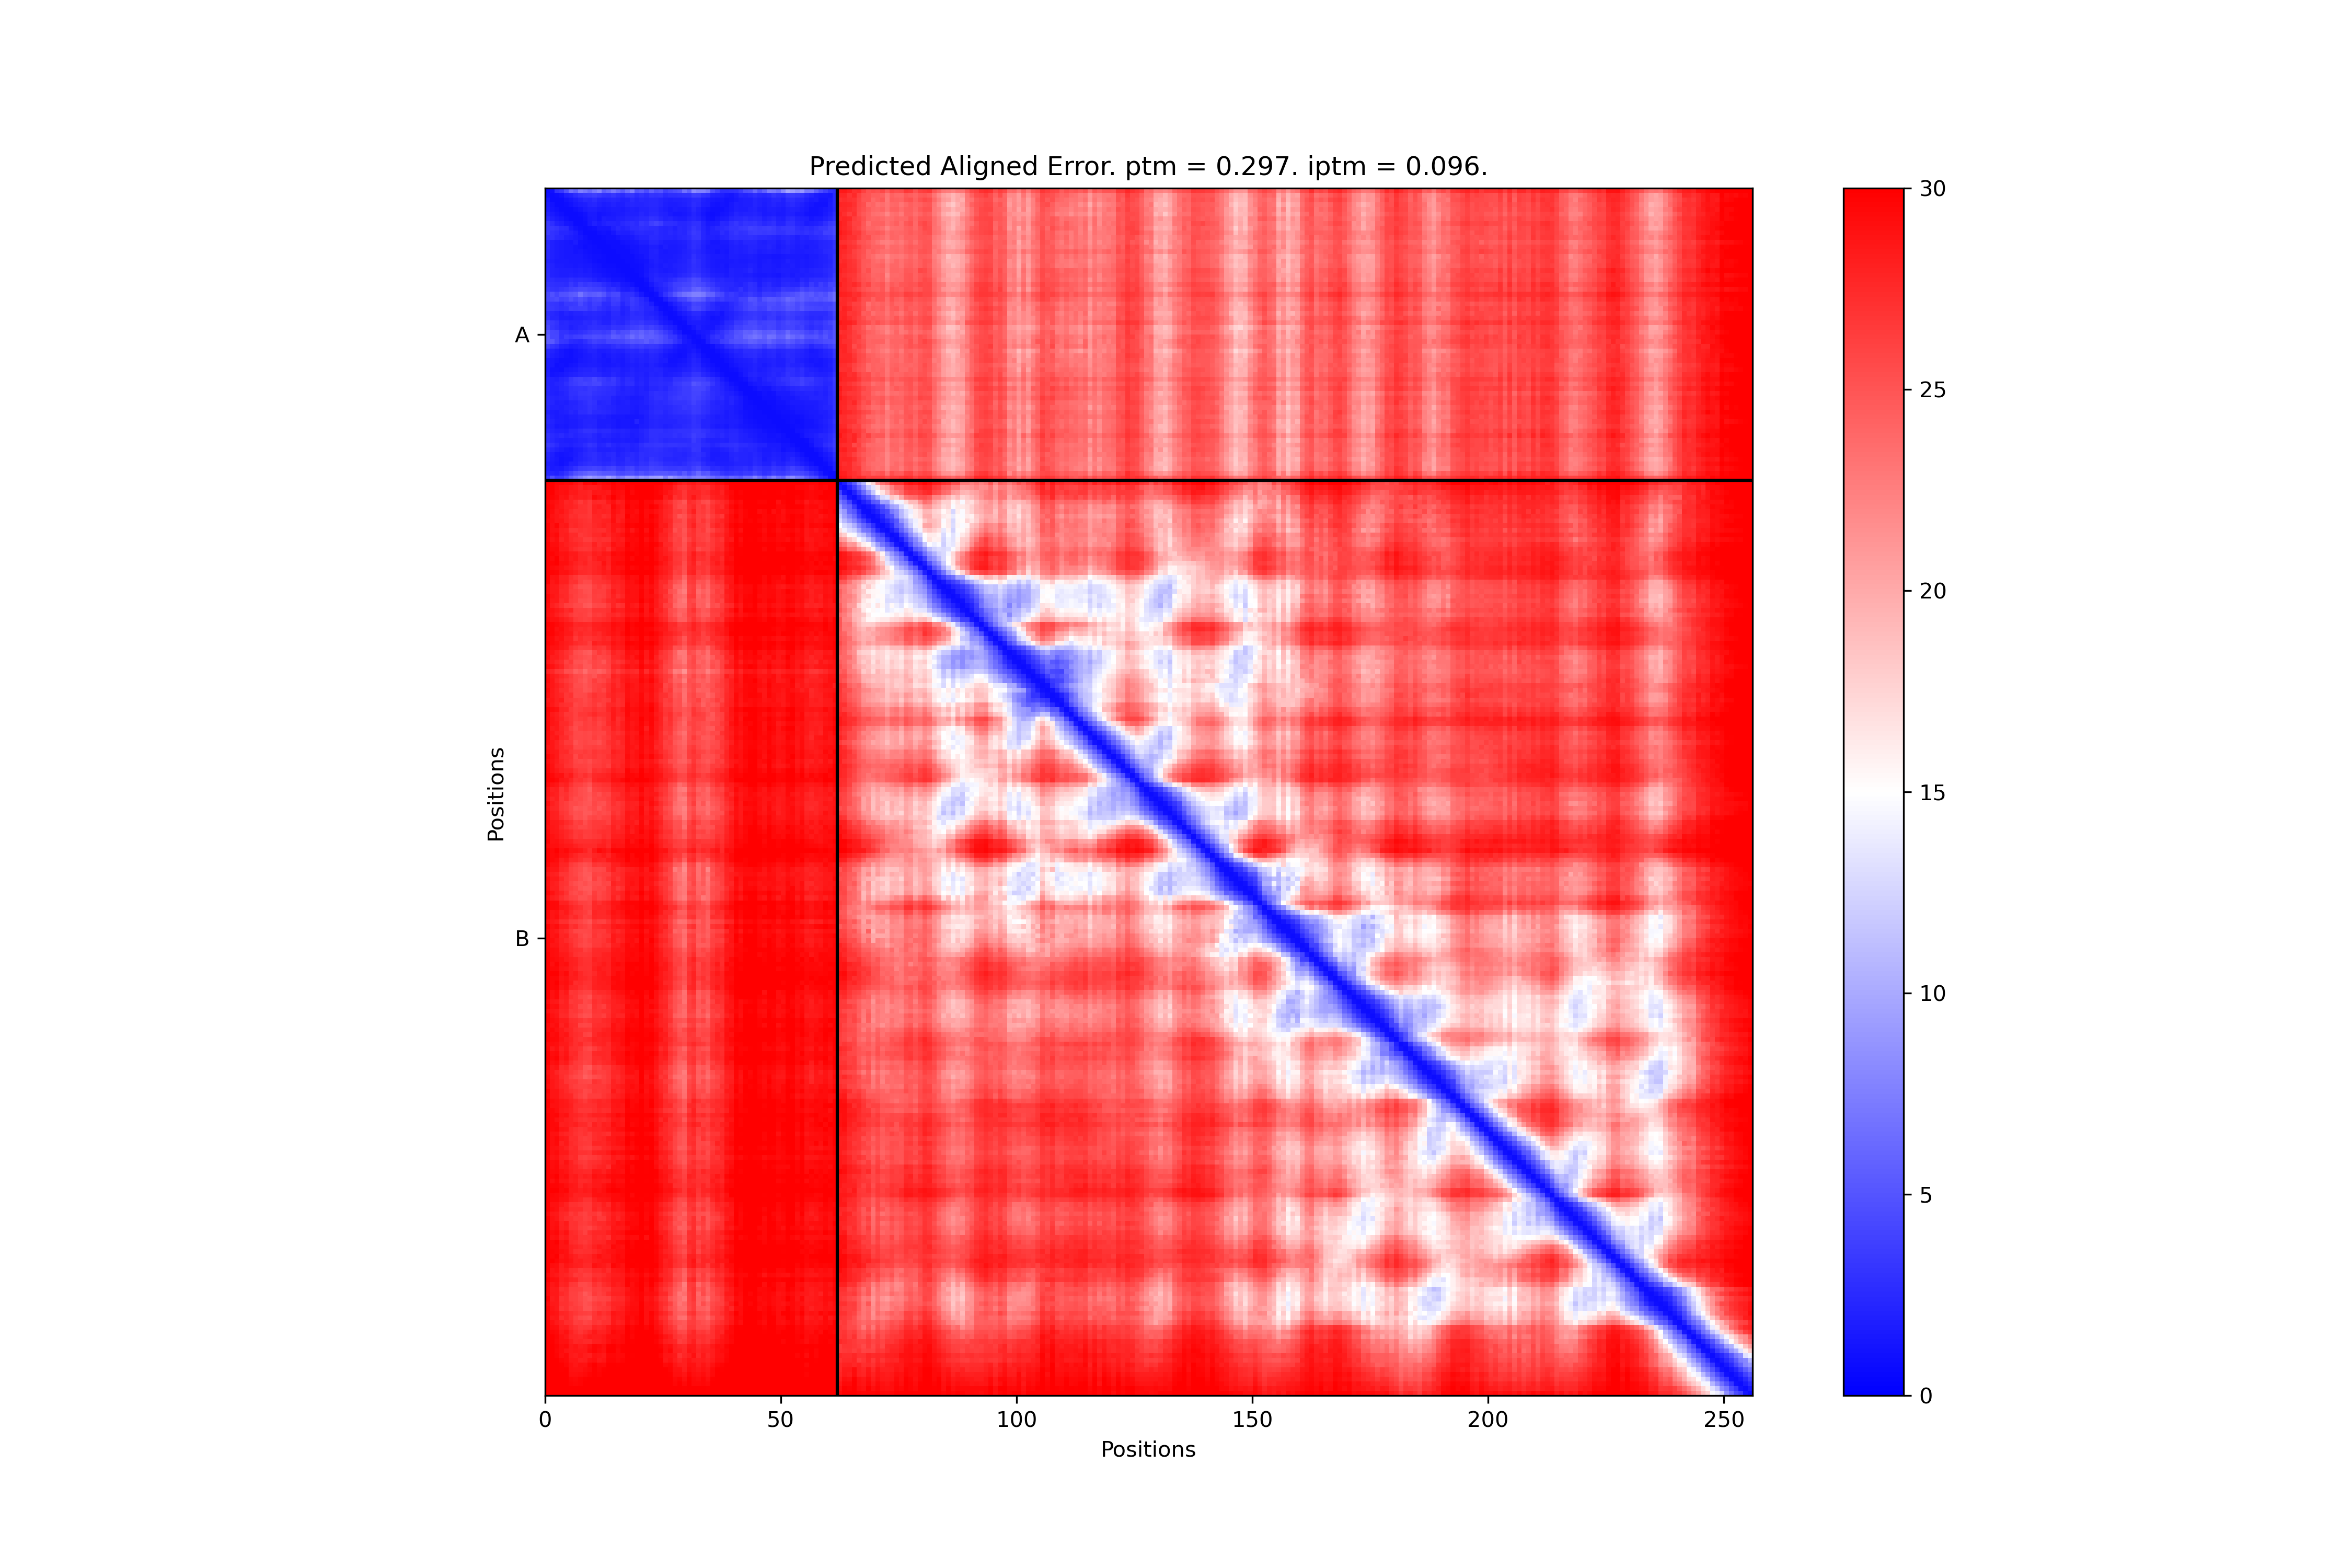 Predicted Aligned Error. ptm = 0.297. iptm = 0.096.
A
B
Positions
0
50
100
150
200
250
Positions
30
25
20
15
10
5
0